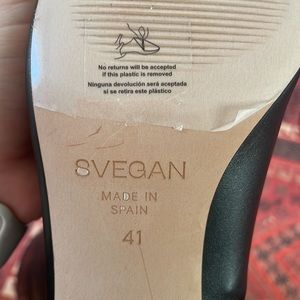 No returns will be accepted
if this plastic is removed
Ninguna devolución será aceptada
si se retira este plástico
SVEGAN
MADE IN
SPAIN
41